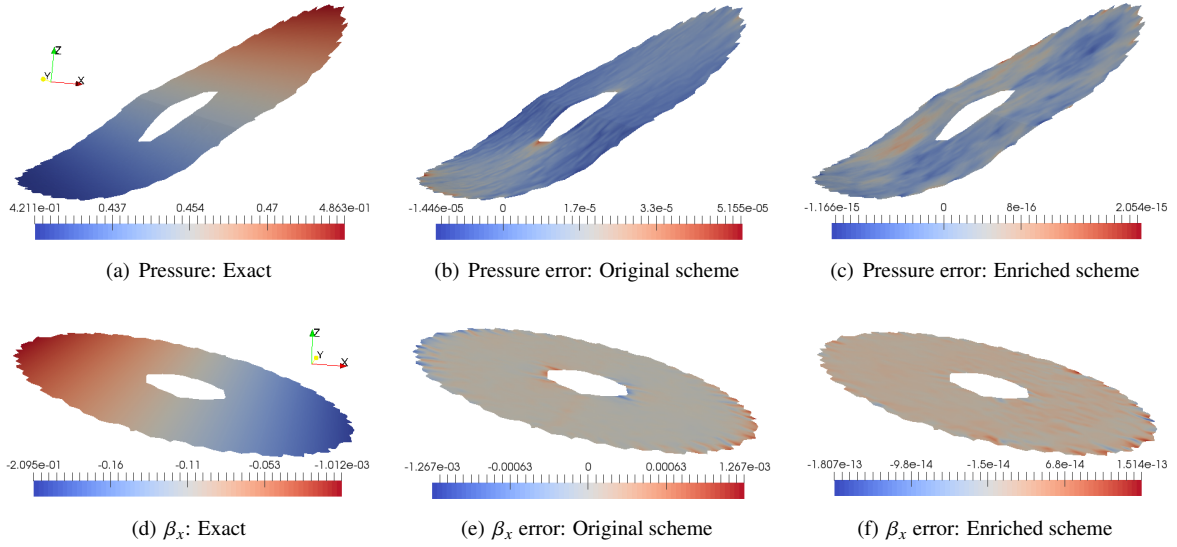 Z
Y
X
4.211e-01 0.437 0.454 0.47 4.863e-01
(a) Pressure: Exact
-1.446e-05 0 1.7e-5 3.3e-5 5.155e-05
(b) Pressure error: Original scheme
-1.166e-15 0 8e-16 2.054e-15
(c) Pressure error: Enriched scheme
Z
Y
X
-2.095e-01 -0.16 -0.11 -0.053 -1.012e-03
(d) βx: Exact
-1.267e-03 -0.00063 0 0.00063 1.267e-03
(e) βx error: Original scheme
-1.807e-13 -9.8e-14 -1.5e-14 6.8e-14 1.514e-13
(f) βx error: Enriched scheme